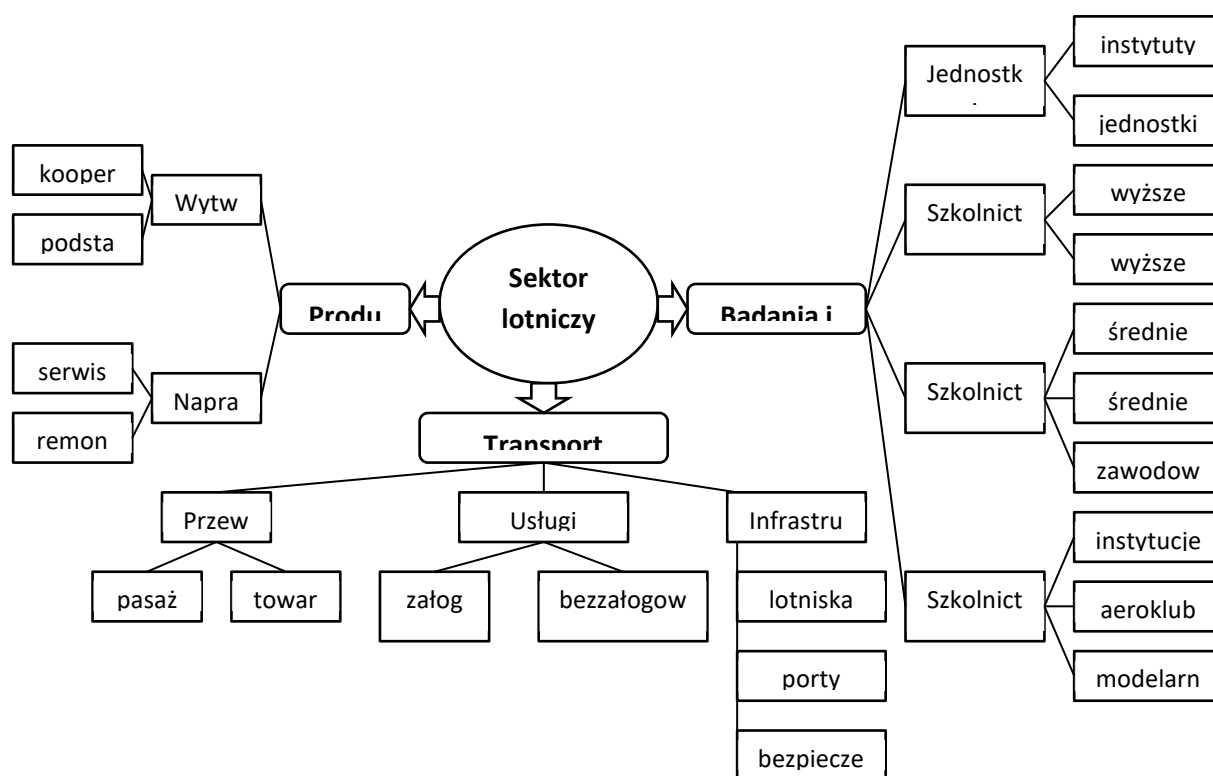 instytuty
Jednostk
jednostki
kooper
Wytw
podsta
wyższe
Szkolnict
wyższe
Sektor
lotniczy
Produ
Badania i
średnie
Szkolnict
średnie
zawodow
serwis
Napra
remon
Transport
Przew
Usługi
Infrastru
pasaż
towar
załog
bezzałogow
lotniska
porty
bezpiecze
instytucje
Szkolnict
aeroklub
modelarn